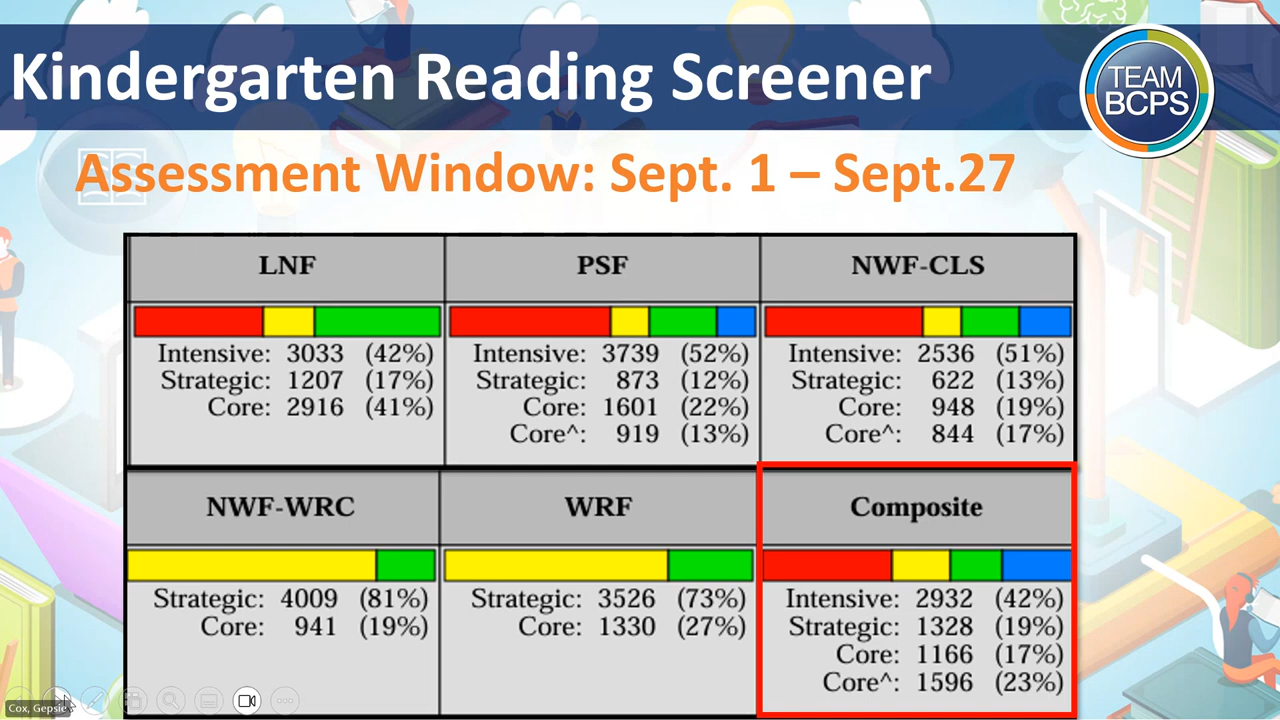 Kindergarten Reading Screener
TEAM
BCPS
Assessment Window: Sept. 1 – Sept.27
LNF
Intensive: 3033 (42%)
Strategic: 1207 (17%)
Core: 2916 (41%)
PSF
Intensive: 3739 (52%)
Strategic: 873 (12%)
Core: 1601 (22%)
Core^: 919 (13%)
NWF-CLS
Intensive: 2536 (51%)
Strategic: 622 (13%)
Core: 948 (19%)
Core^: 844 (17%)
NWF-WRC
Strategic: 4009 (81%)
Core: 941 (19%)
WRF
Strategic: 3526 (73%)
Core: 1330 (27%)
Composite
Intensive: 2932 (42%)
Strategic: 1328 (19%)
Core: 1166 (17%)
Core^: 1596 (23%)
Cox, Gepsie